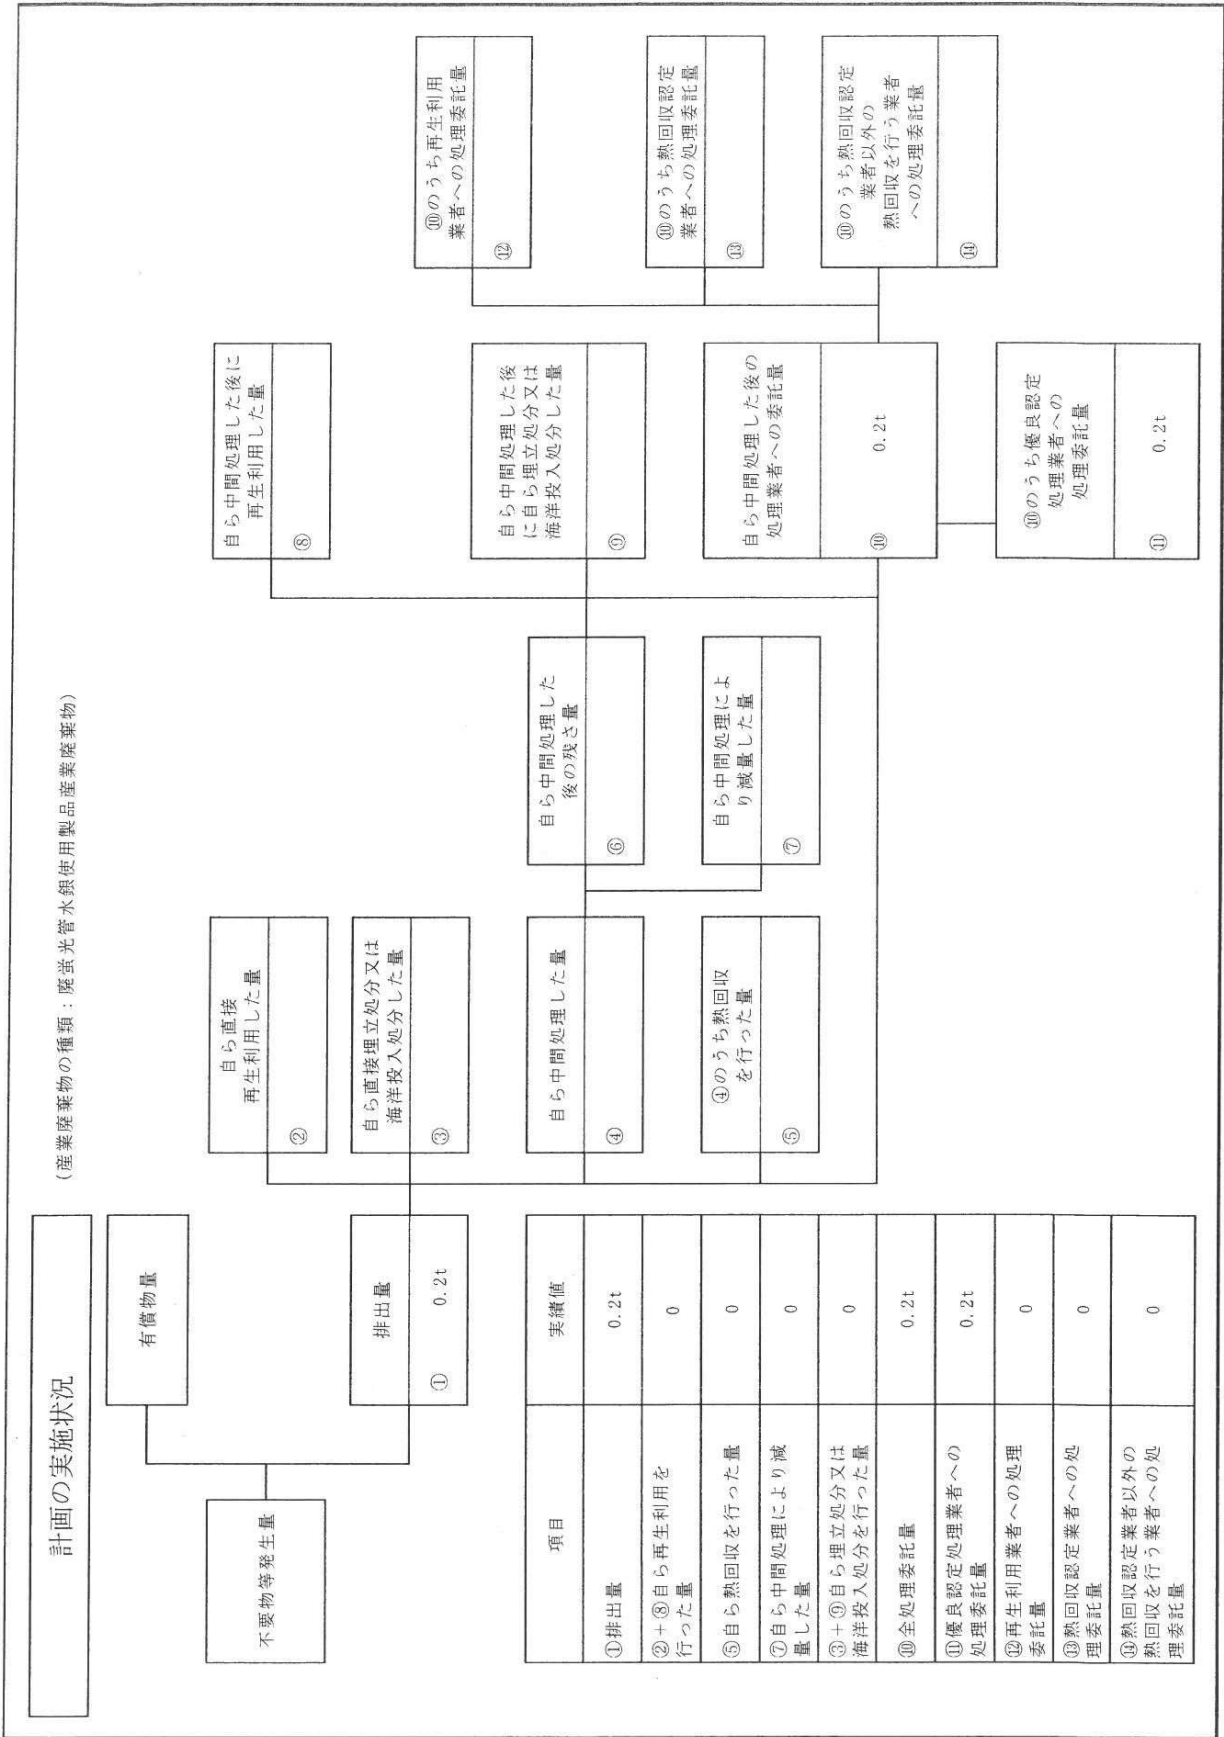 計画の実施状況
(産業廃棄物の種類：廃蛍光管水銀使用製品産業廃棄物)
不要物等発生量
有償物量
排出量
① 0.2t
自ら直接
再生利用した量
②
自ら直接埋立処分又は
海洋投入処分した量
③
自ら中間処理した量
④
④のうち熱回収
を行った量
⑤
自ら中間処理した
後の残さ量
⑥
自ら中間処理によ
り減量した量
⑦
自ら中間処理した後に
再生利用した量
⑧
自ら中間処理した後
に自ら埋立処分又は
海洋投入処分した量
⑨
自ら中間処理した後の
処理業者への委託量
⑩ 0.2t
⑩のうち優良認定
処理業者への
処理委託量
⑪ 0.2t
⑩のうち再生利用
業者への処理委託量
⑫
⑩のうち熱回収認定
業者への処理委託量
⑬
⑩のうち熱回収認定
業者以外の
熱回収を行う業者
への処理委託量
⑭
項目 実績値
①排出量 0.2t
②+⑧自ら再生利用を
行った量 0
⑤自ら熱回収を行った量 0
⑦自ら中間処理により減
量した量 0
③+⑨自ら埋立処分又は
海洋投入処分を行った量 0
⑩全処理委託量 0.2t
⑪優良認定処理業者への
処理委託量 0.2t
⑫再生利用業者への処理
委託量 0
⑬熱回収認定業者への処
理委託量 0
⑭熱回収認定業者以外の
熱回収を行う業者への処
理委託量 0